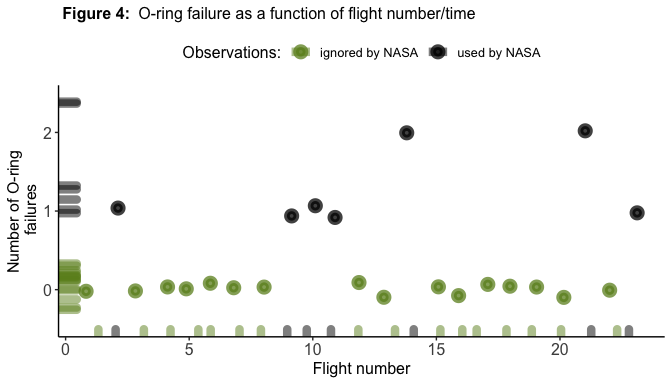 Figure 4: O-ring failure as a function of flight number/time
Observations: ignored by NASA used by NASA
Number of O-ring
failures
2
1
0
0 5 10 15 20
Flight number